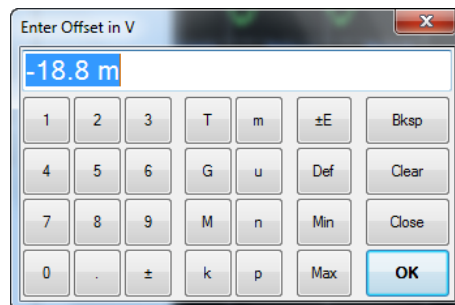 Enter Offset in V x
-18.8 m
1 2 3 T m ±E Bksp
4 5 6 G u Def Clear
7 8 9 M n Min Close
0 . ± k p Max OK